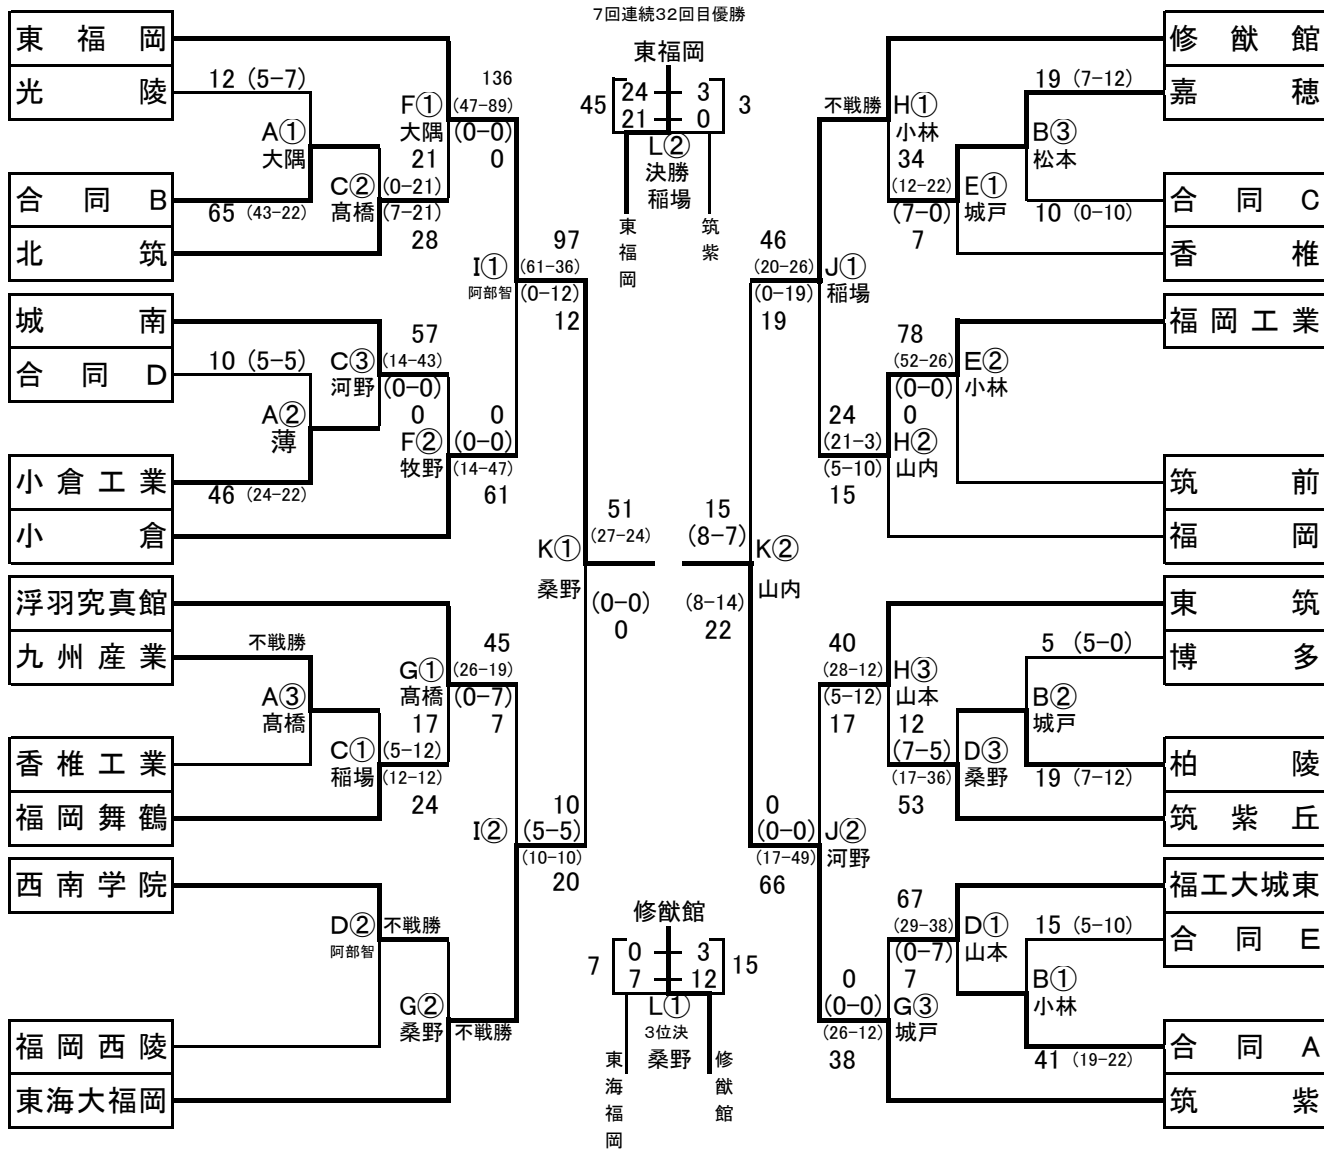 7回連続32回目優勝
東福岡
45 24 3 3
21 0
L②
決勝
稲場
東福岡
筑紫
東福岡
光陵
12 (5-7)
A①
大隅
合同B
65 (43-22)
北筑
C②
髙橋
21
(0-21)
(7-21)
28
F①
大隅
136
(47-89)
(0-0)
0
城南
合同D
10 (5-5)
A②
薄
小倉工業
46 (24-22)
小倉
C③
河野
57
(14-43)
(0-0)
0
F②
牧野
0
(0-0)
(14-47)
61
I①
阿部智
97
(61-36)
(0-12)
12
浮羽究真館
九州産業
不戦勝
A③
髙橋
香椎工業
福岡舞鶴
C①
稲場
17
(5-12)
(12-12)
24
G①
髙橋
45
(26-19)
(0-7)
7
西南学院
D②
阿部智
不戦勝
福岡西陵
東海大福岡
G②
桑野
不戦勝
I②
10
(5-5)
(10-10)
20
K①
桑野
51
(27-24)
(0-0)
0
15
(8-7)
K②
山内
(8-14)
22
修猷館
嘉穂
19 (7-12)
B③
松本
合同C
10 (0-10)
香椎
E①
城戸
34
(12-22)
(7-0)
7
H①
小林
不戦勝
福岡工業
筑前
福岡
E②
小林
78
(52-26)
(0-0)
0
H②
山内
24
(21-3)
(5-10)
15
J①
稲場
46
(20-26)
(0-19)
19
東筑
博多
5 (5-0)
B②
城戸
柏陵
19 (7-12)
筑紫丘
D③
桑野
12
(7-5)
(17-36)
53
H③
山本
40
(28-12)
(5-12)
17
福工大城東
合同E
15 (5-10)
B①
小林
合同A
41 (19-22)
筑紫
D①
山本
67
(29-38)
(0-7)
7
G③
城戸
0
(0-0)
(26-12)
38
J②
河野
0
(0-0)
(17-49)
66
修猷館
7 0 3 15
7 12
L①
3位決
桑野
東海福岡
修猷館